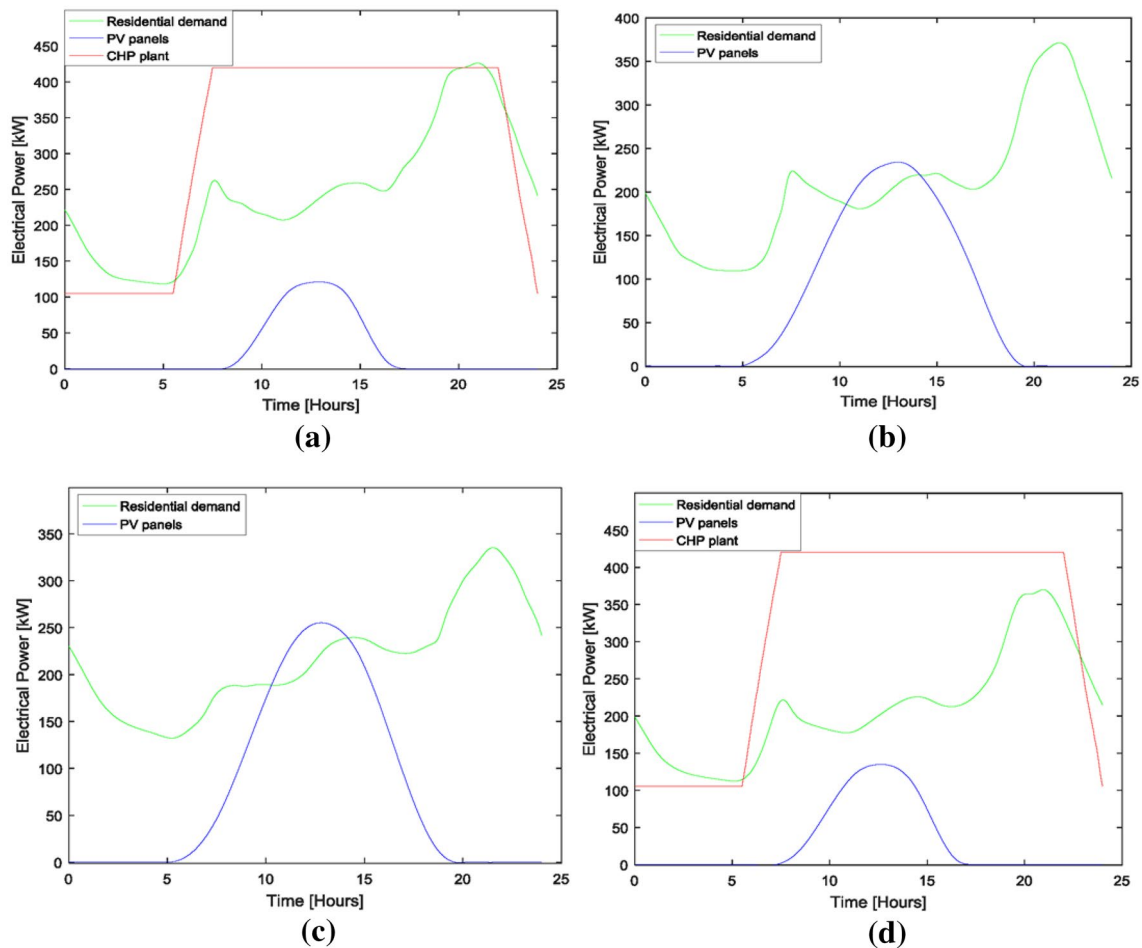 Residential demand
PV panels
CHP plant
450
400
350
300
250
200
150
100
50
0
Electrical Power [kW]
0 5 10 15 20 25
Time [Hours]
(a)
Residential demand
PV panels
400
350
300
250
200
150
100
50
0
Electrical Power [kW]
0 5 10 15 20 25
Time [Hours]
(b)
Residential demand
PV panels
350
300
250
200
150
100
50
0
Electrical Power [kW]
0 5 10 15 20 25
Time [Hours]
(c)
Residential demand
PV panels
CHP plant
450
400
350
300
250
200
150
100
50
0
Electrical Power [kW]
0 5 10 15 20 25
Time [Hours]
(d)